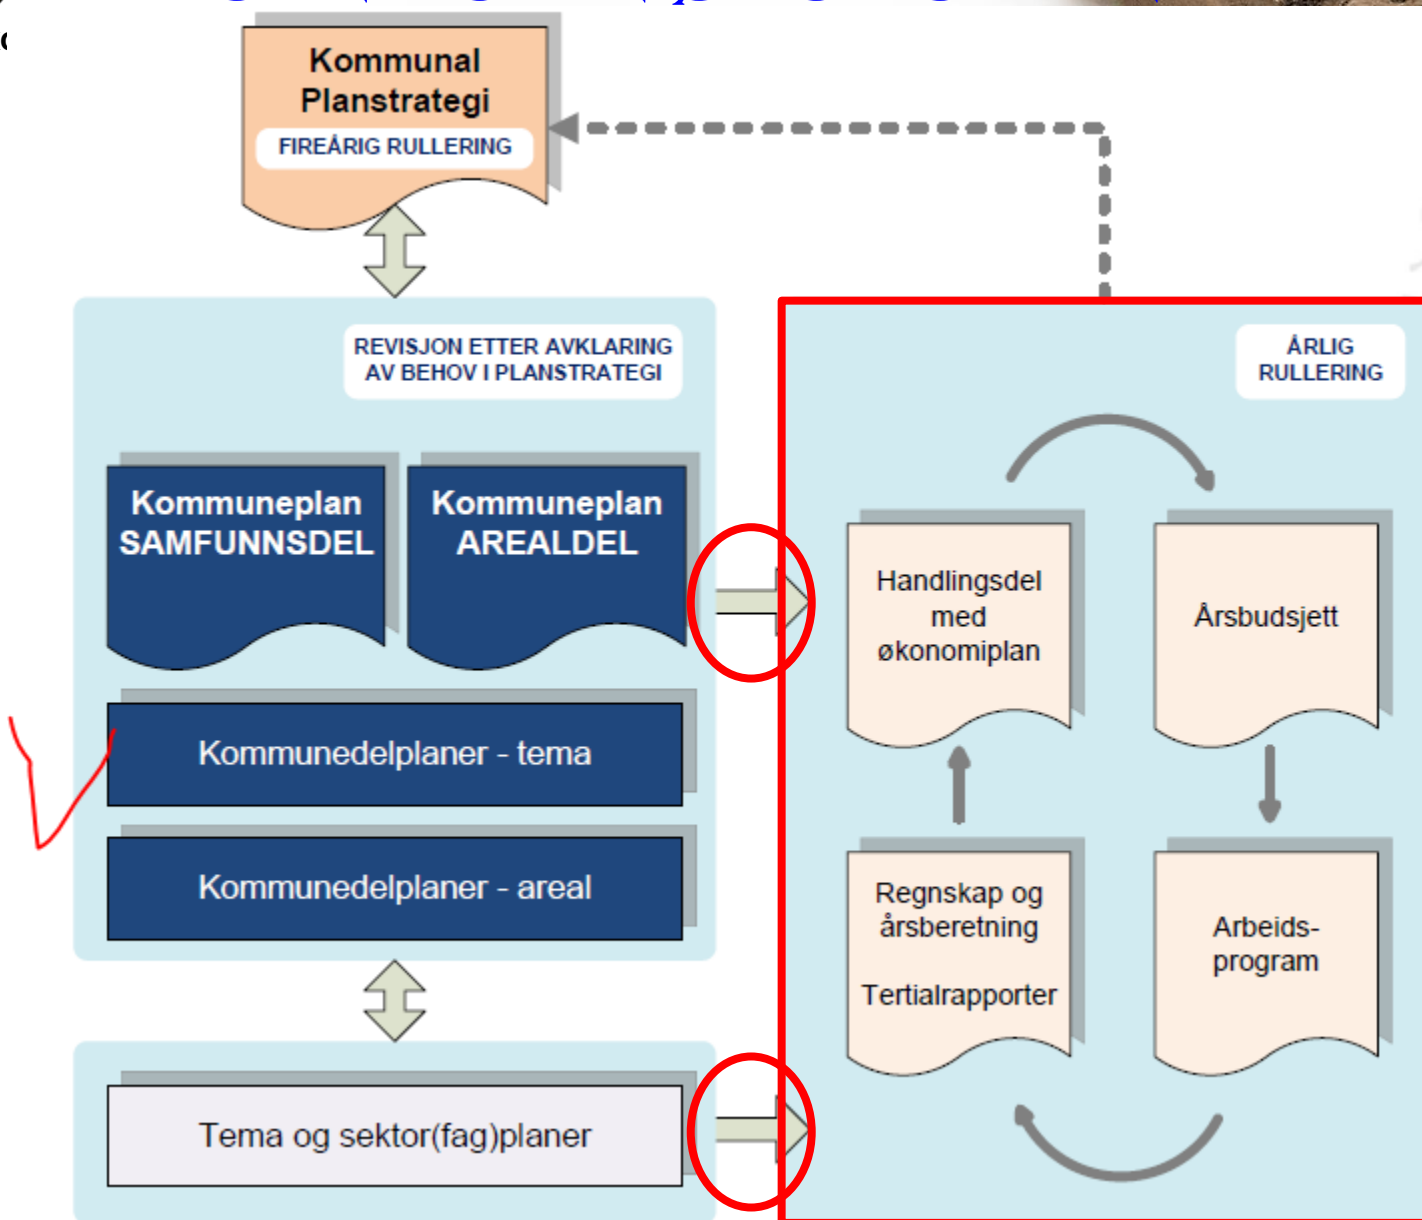 Kommunal
Planstrategi
FIREÅRIG RULLERING
REVISJON ETTER AVKLARING
AV BEHOV I PLANSTRATEGI
Kommuneplan
SAMFUNNSDEL
Kommuneplan
AREALDEL
Kommunedelplaner - tema
Kommunedelplaner - areal
Tema og sektor(fag)planer
ÅRLIG
RULLERING
Handlingsdel
med
økonomiplan
Årsbudsjett
Regnskap og
årsberetning
Tertialrapporter
Arbeids-
program